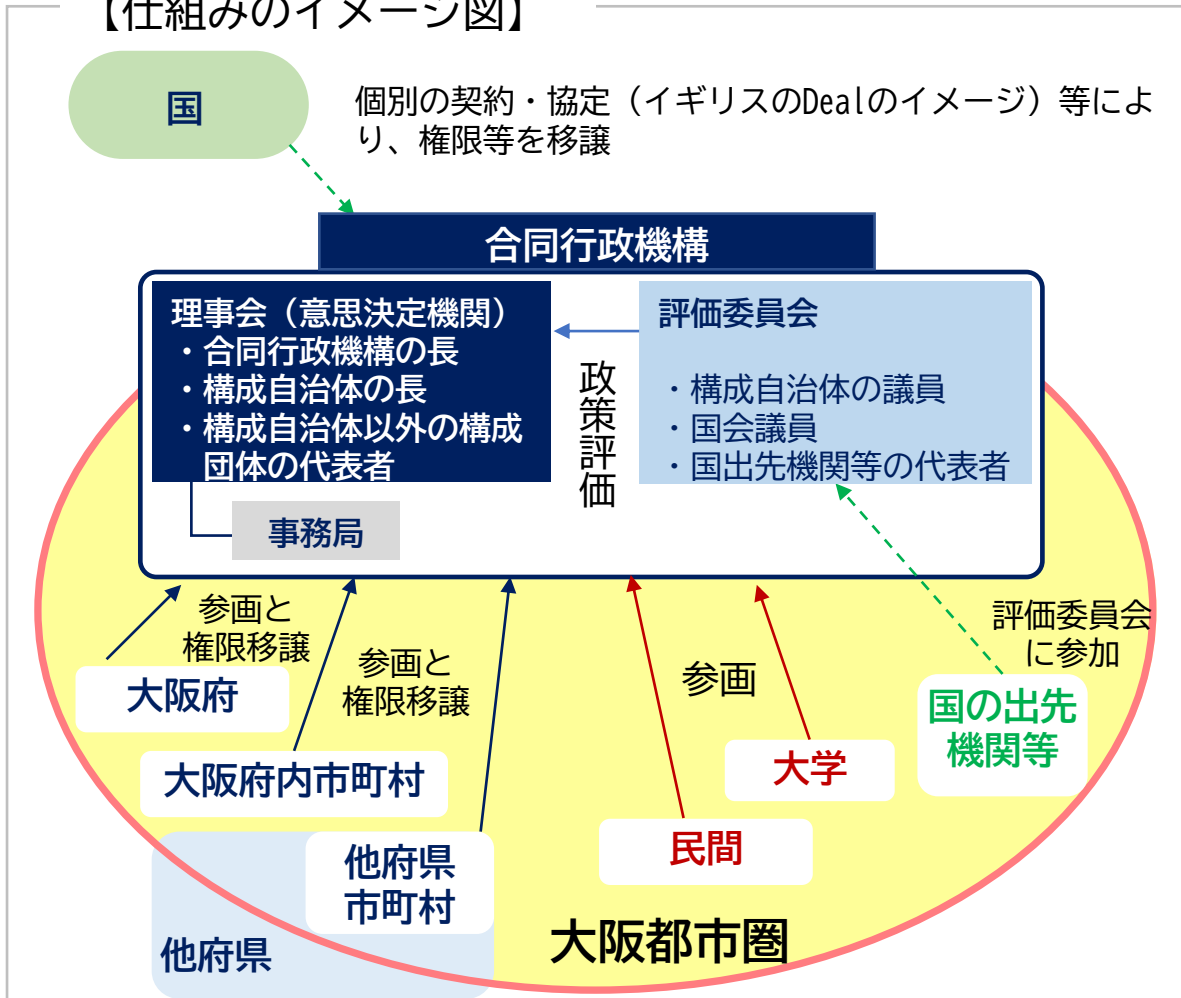 【仕組みのイメージ図】
国
個別の契約・協定（イギリスのDealのイメージ）等によ
り、権限等を移譲
合同行政機構
理事会（意思決定機関）
・合同行政機構の長
・構成自治体の長
・構成自治体以外の構成
団体の代表者
事務局
政策評価
評価委員会
・構成自治体の議員
・国会議員
・国出先機関等の代表者
参画と
権限移譲
大阪府
参画と
権限移譲
大阪府内市町村
他府県
市町村
他府県
参画
大学
民間
評価委員会
に参加
国の出先
機関等
大阪都市圏